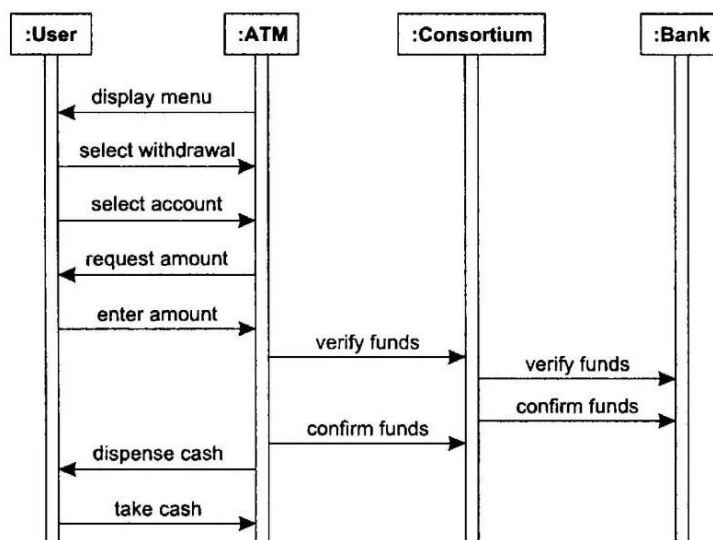 :User
:ATM
:Consortium
:Bank
display menu
select withdrawal
select account
request amount
enter amount
verify funds
verify funds
confirm funds
confirm funds
dispense cash
take cash